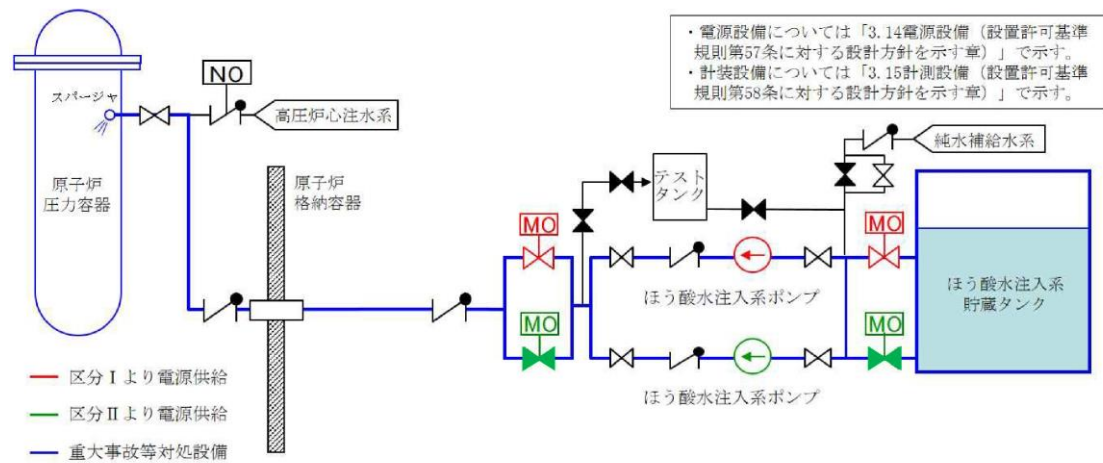 ・電源設備については「3.14電源設備（設置許可基準
規則第57条に対する設計方針を示す章）」で示す。
・計装設備については「3.15計測設備（設置許可基準
規則第58条に対する設計方針を示す章）」で示す。
NO
スパージャ
高圧炉心注水系
純水補給水系
テスト
タンク
原子炉
圧力容器
原子炉
格納容器
MO
MO
ほう酸水注入系ポンプ
ほう酸水注入系
貯蔵タンク
MO
MO
ほう酸水注入系ポンプ
区分Ⅰより電源供給
区分Ⅱより電源供給
重大事故等対処設備